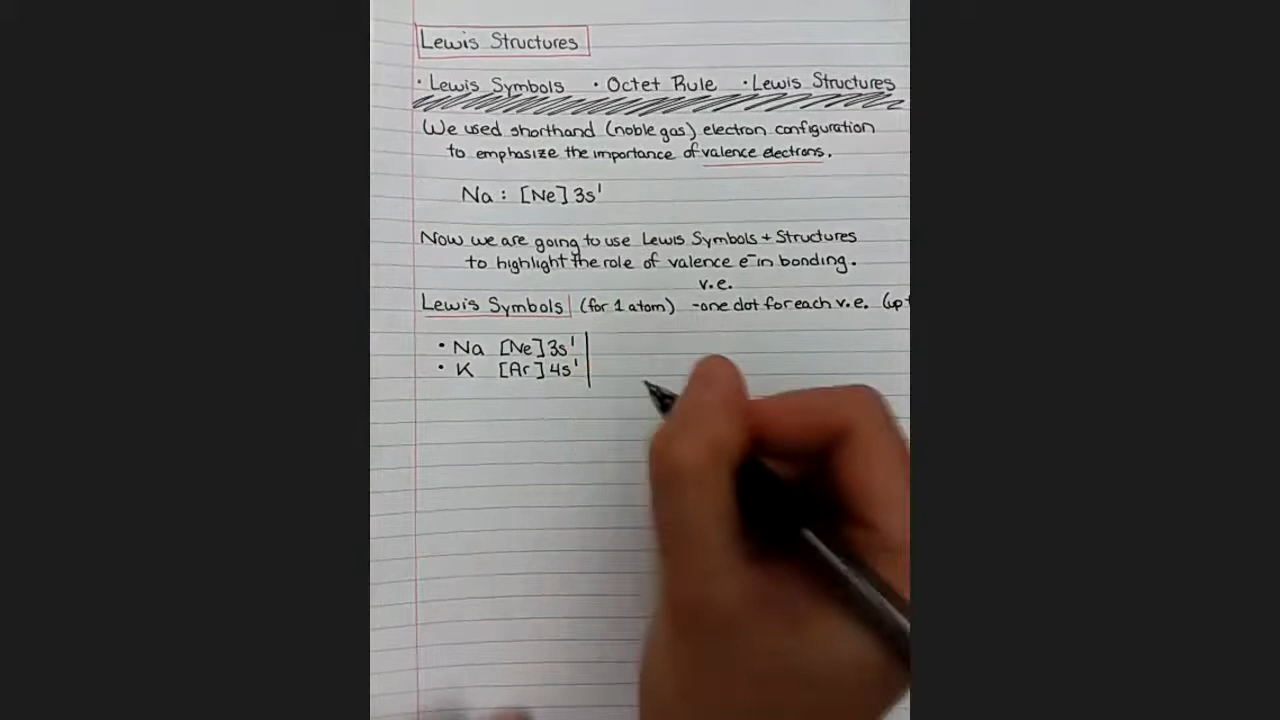 Lewis Structures
• Lewis Symbols • Octet Rule • Lewis Structures
We used shorthand (noble gas) electron configuration
to emphasize the importance of valence electrons.
Na : [Ne] 3s¹
Now we are going to use Lewis Symbols + Structures
to highlight the role of valence e⁻ in bonding.
v.e.
Lewis Symbols (for 1 atom) - one dot for each v.e. (up
• Na [Ne] 3s¹
• K [Ar] 4s¹